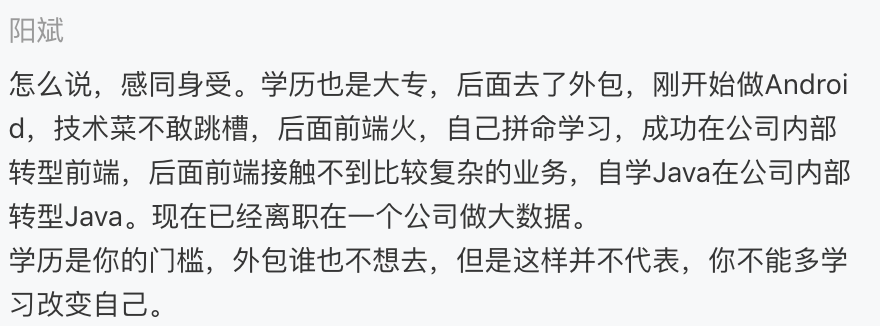 阳斌
怎么说，感同身受。学历也是大专，后面去了外包，刚开始做Androi
d，技术菜不敢跳槽，后面前端火，自己拼命学习，成功在公司内部
转型前端，后面前端接触不到比较复杂的业务，自学Java在公司内部
转型Java。现在已经离职在一个公司做大数据。
学历是你的门槛，外包谁也不想去，但是这样并不代表，你不能多学
习改变自己。